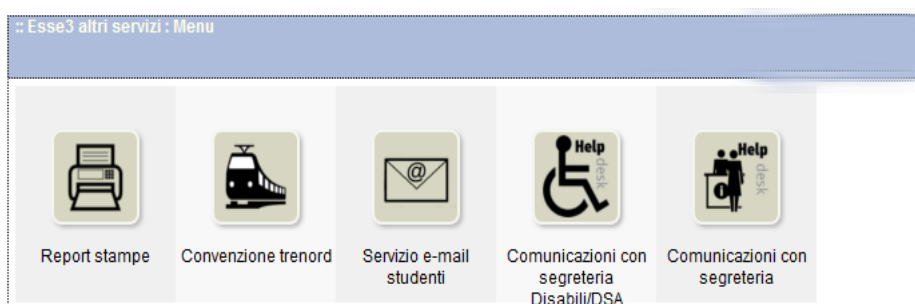 :: Esse3 altri servizi : Menu
Help
desk
Help
desk
@
Report stampe
Convenzione trenord
Servizio e-mail
studenti
Comunicazioni con
segreteria
Disabili/DSA
Comunicazioni con
segreteria